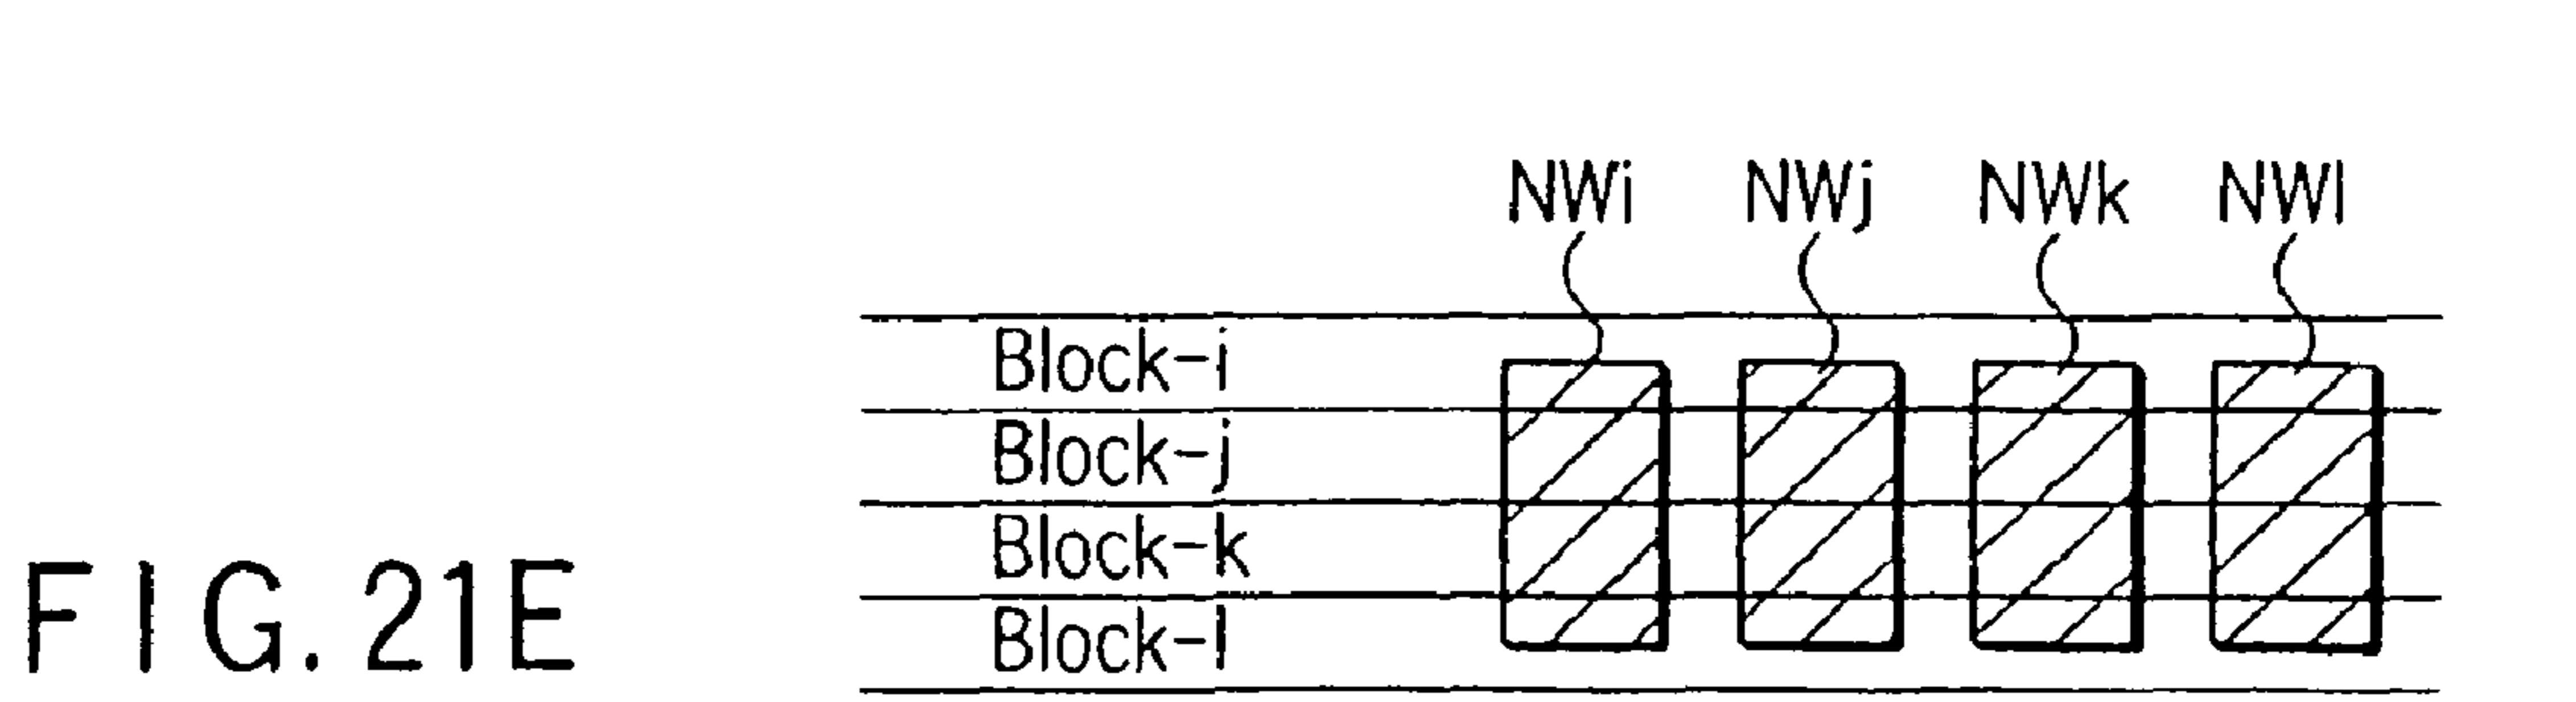 NWi NWj NWk NWl
Block-i
Block-j
Block-k
Block-l
FIG. 21E